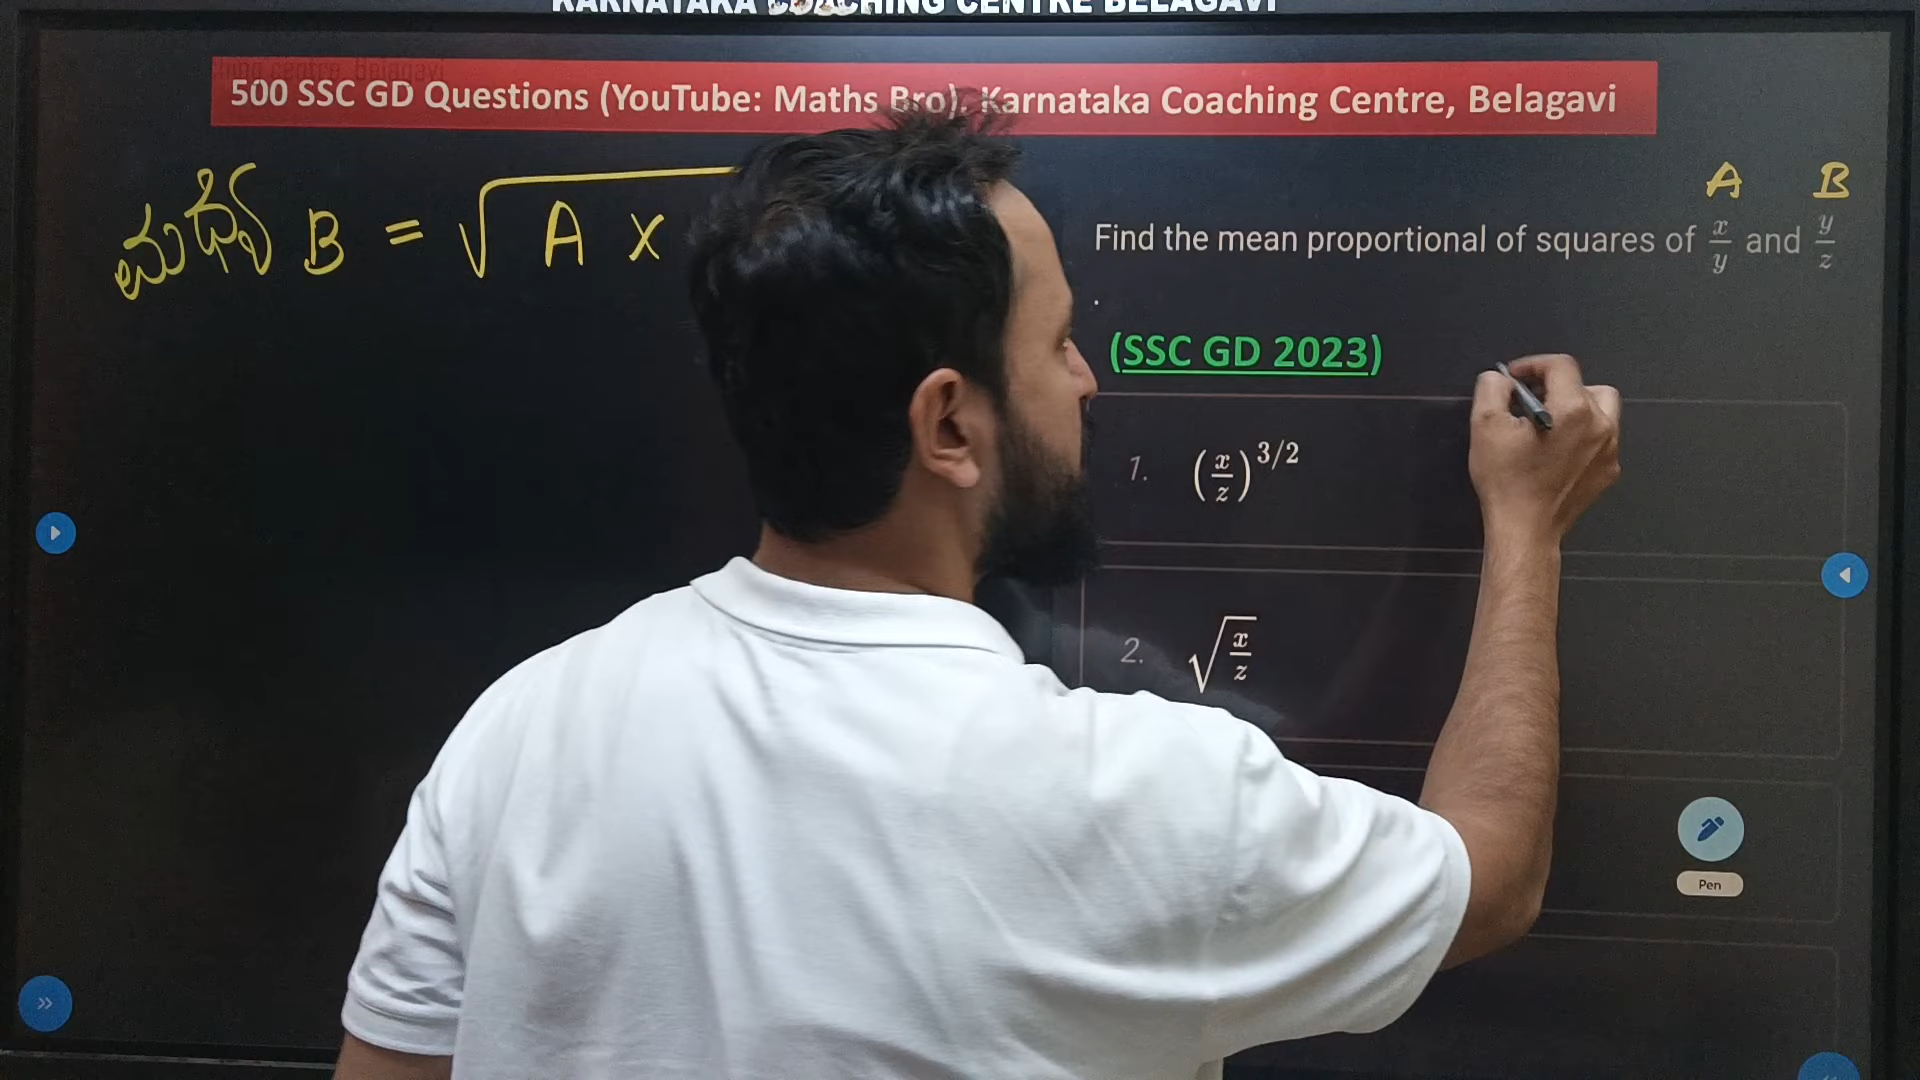 KARNATAKA COACHING CENTRE BELAGAVI
500 SSC GD Questions (YouTube: Maths Bro), Karnataka Coaching Centre, Belagavi
ಮಧ್ಯ B = √ A x
A B
Find the mean proportional of squares of x/y and y/z
.
(SSC GD 2023)
1. (x/z)^3/2
2. √x/z
Pen